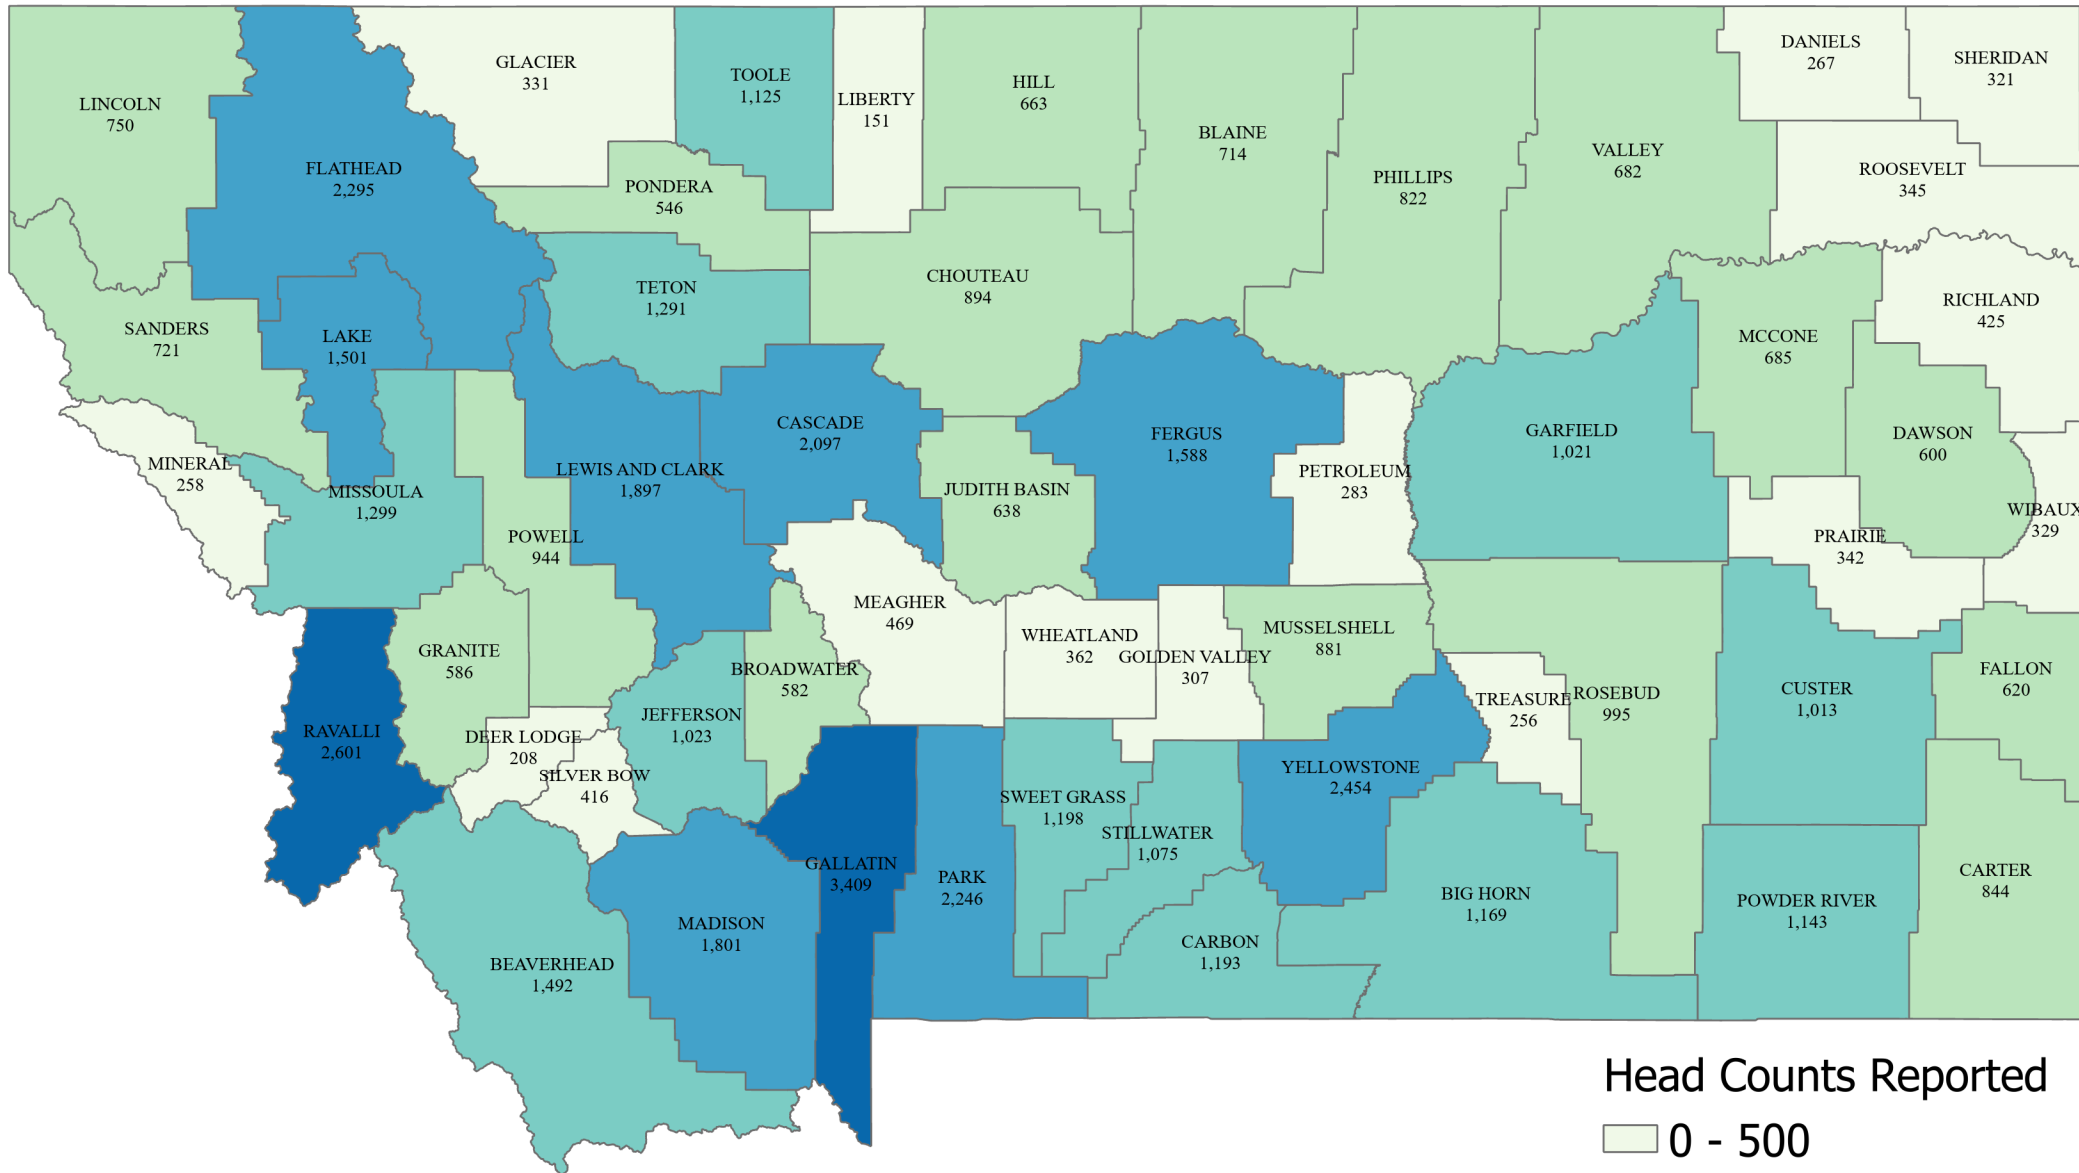 GLACIER
331
TOOLE
1,125
LIBERTY
151
HILL
663
DANIELS
267
SHERIDAN
321
LINCOLN
750
BLAINE
714
VALLEY
682
ROOSEVELT
345
FLATHEAD
2,295
PONDERA
546
PHILLIPS
822
TETON
1,291
CHOUTEAU
894
RICHLAND
425
SANDERS
721
LAKE
1,501
MCCONE
685
CASCADE
2,097
FERGUS
1,588
GARFIELD
1,021
DAWSON
600
MINERAL
258
MISSOULA
1,299
LEWIS AND CLARK
1,897
JUDITH BASIN
638
PETROLEUM
283
WIBAUX
329
POWELL
944
PRAIRIE
342
MEAGHER
469
WHEATLAND
362
GOLDEN VALLEY
307
MUSSELSHELL
881
GRANITE
586
BROADWATER
582
FALLON
620
RAVALLI
2,601
JEFFERSON
1,023
TREASURE
256
ROSEBUD
995
CUSTER
1,013
DEER LODGE
208
SILVER BOW
416
YELLOWSTONE
2,454
SWEET GRASS
1,198
STILLWATER
1,075
GALLATIN
3,409
PARK
2,246
BIG HORN
1,169
POWDER RIVER
1,143
CARTER
844
MADISON
1,801
CARBON
1,193
BEAVERHEAD
1,492
Head Counts Reported
0 - 500